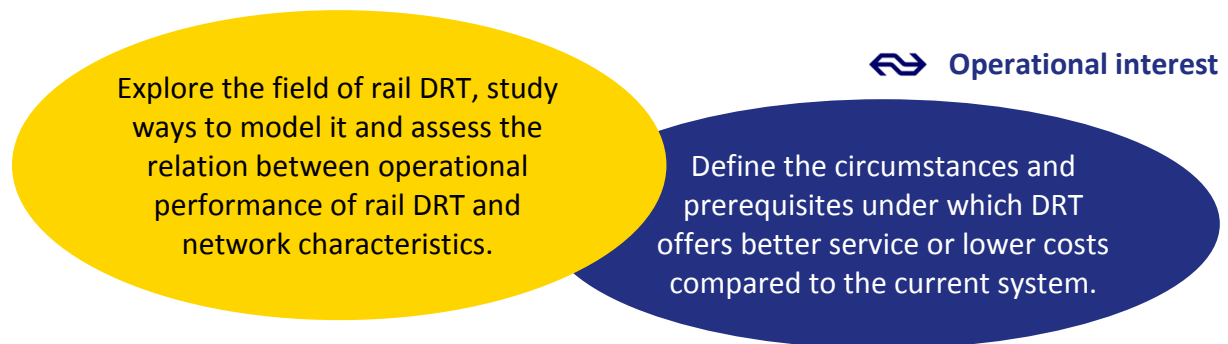 Operational interest
Explore the field of rail DRT, study
ways to model it and assess the
relation between operational
performance of rail DRT and
network characteristics.
Define the circumstances and
prerequisites under which DRT
offers better service or lower costs
compared to the current system.